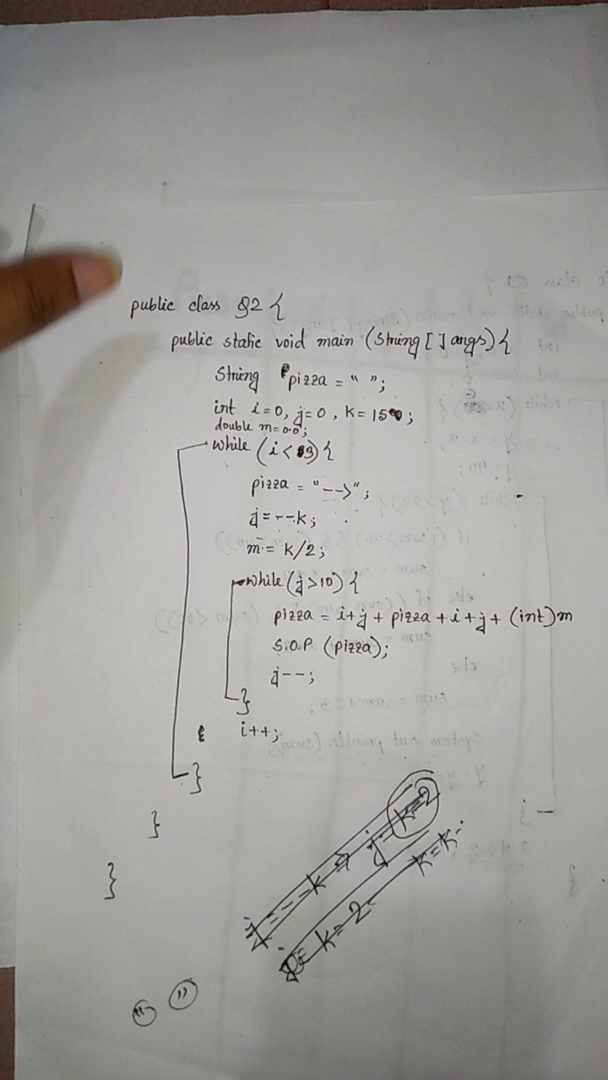 public class Q2 {
public static void main (String [] args) {
String pizza = " ";
int i=0, j=0, k=15;
double m=0.0;
while (i<3) {
pizza = "-->";
j=--k;
m = k/2;
while (j>10) {
pizza = i+j + pizza + i + j + (int)m
S.O.P (pizza);
j--;
}
i++;
}
}
}